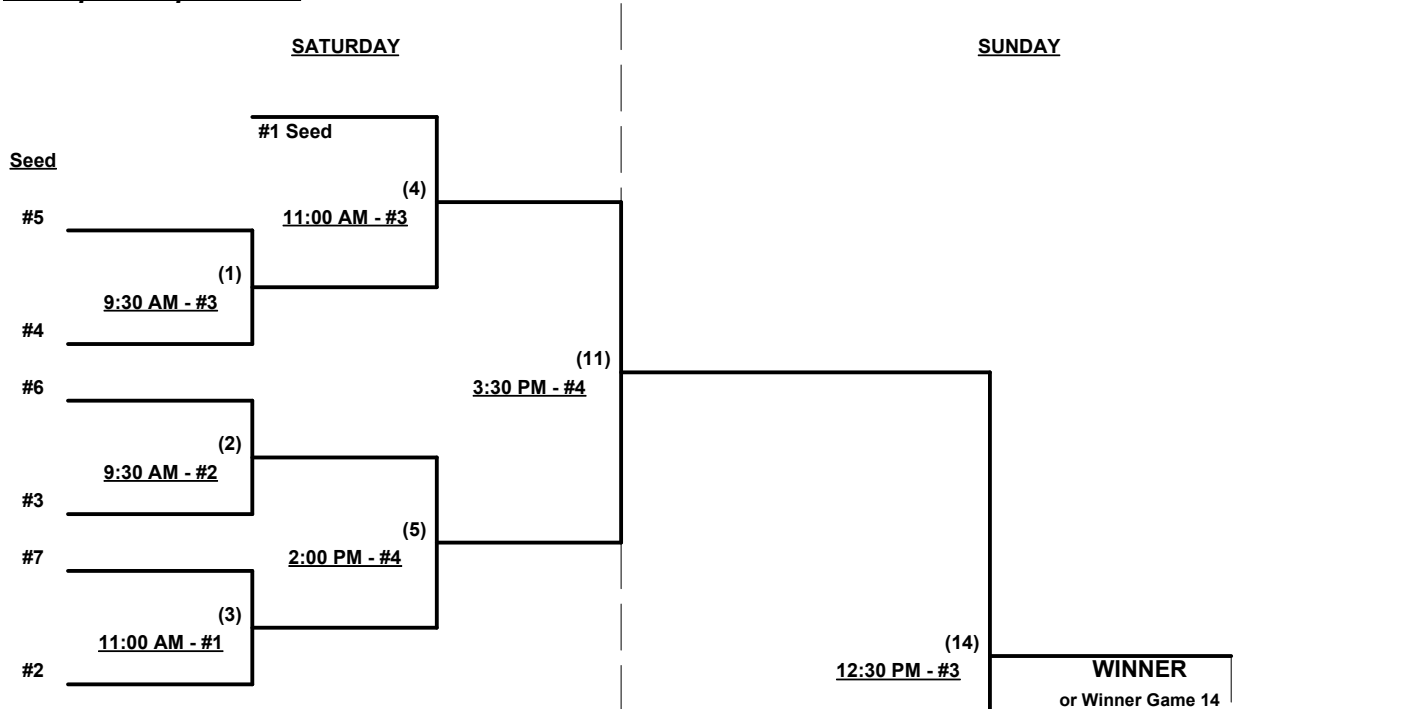 SATURDAY
SUNDAY
#1 Seed
Seed
(4)
#5
11:00 AM - #3
(1)
9:30 AM - #3
#4
(11)
#6
3:30 PM - #4
(2)
9:30 AM - #2
#3
(5)
#7
2:00 PM - #4
(3)
11:00 AM - #1
(14)
#2
12:30 PM - #3
WINNER
or Winner Game 14